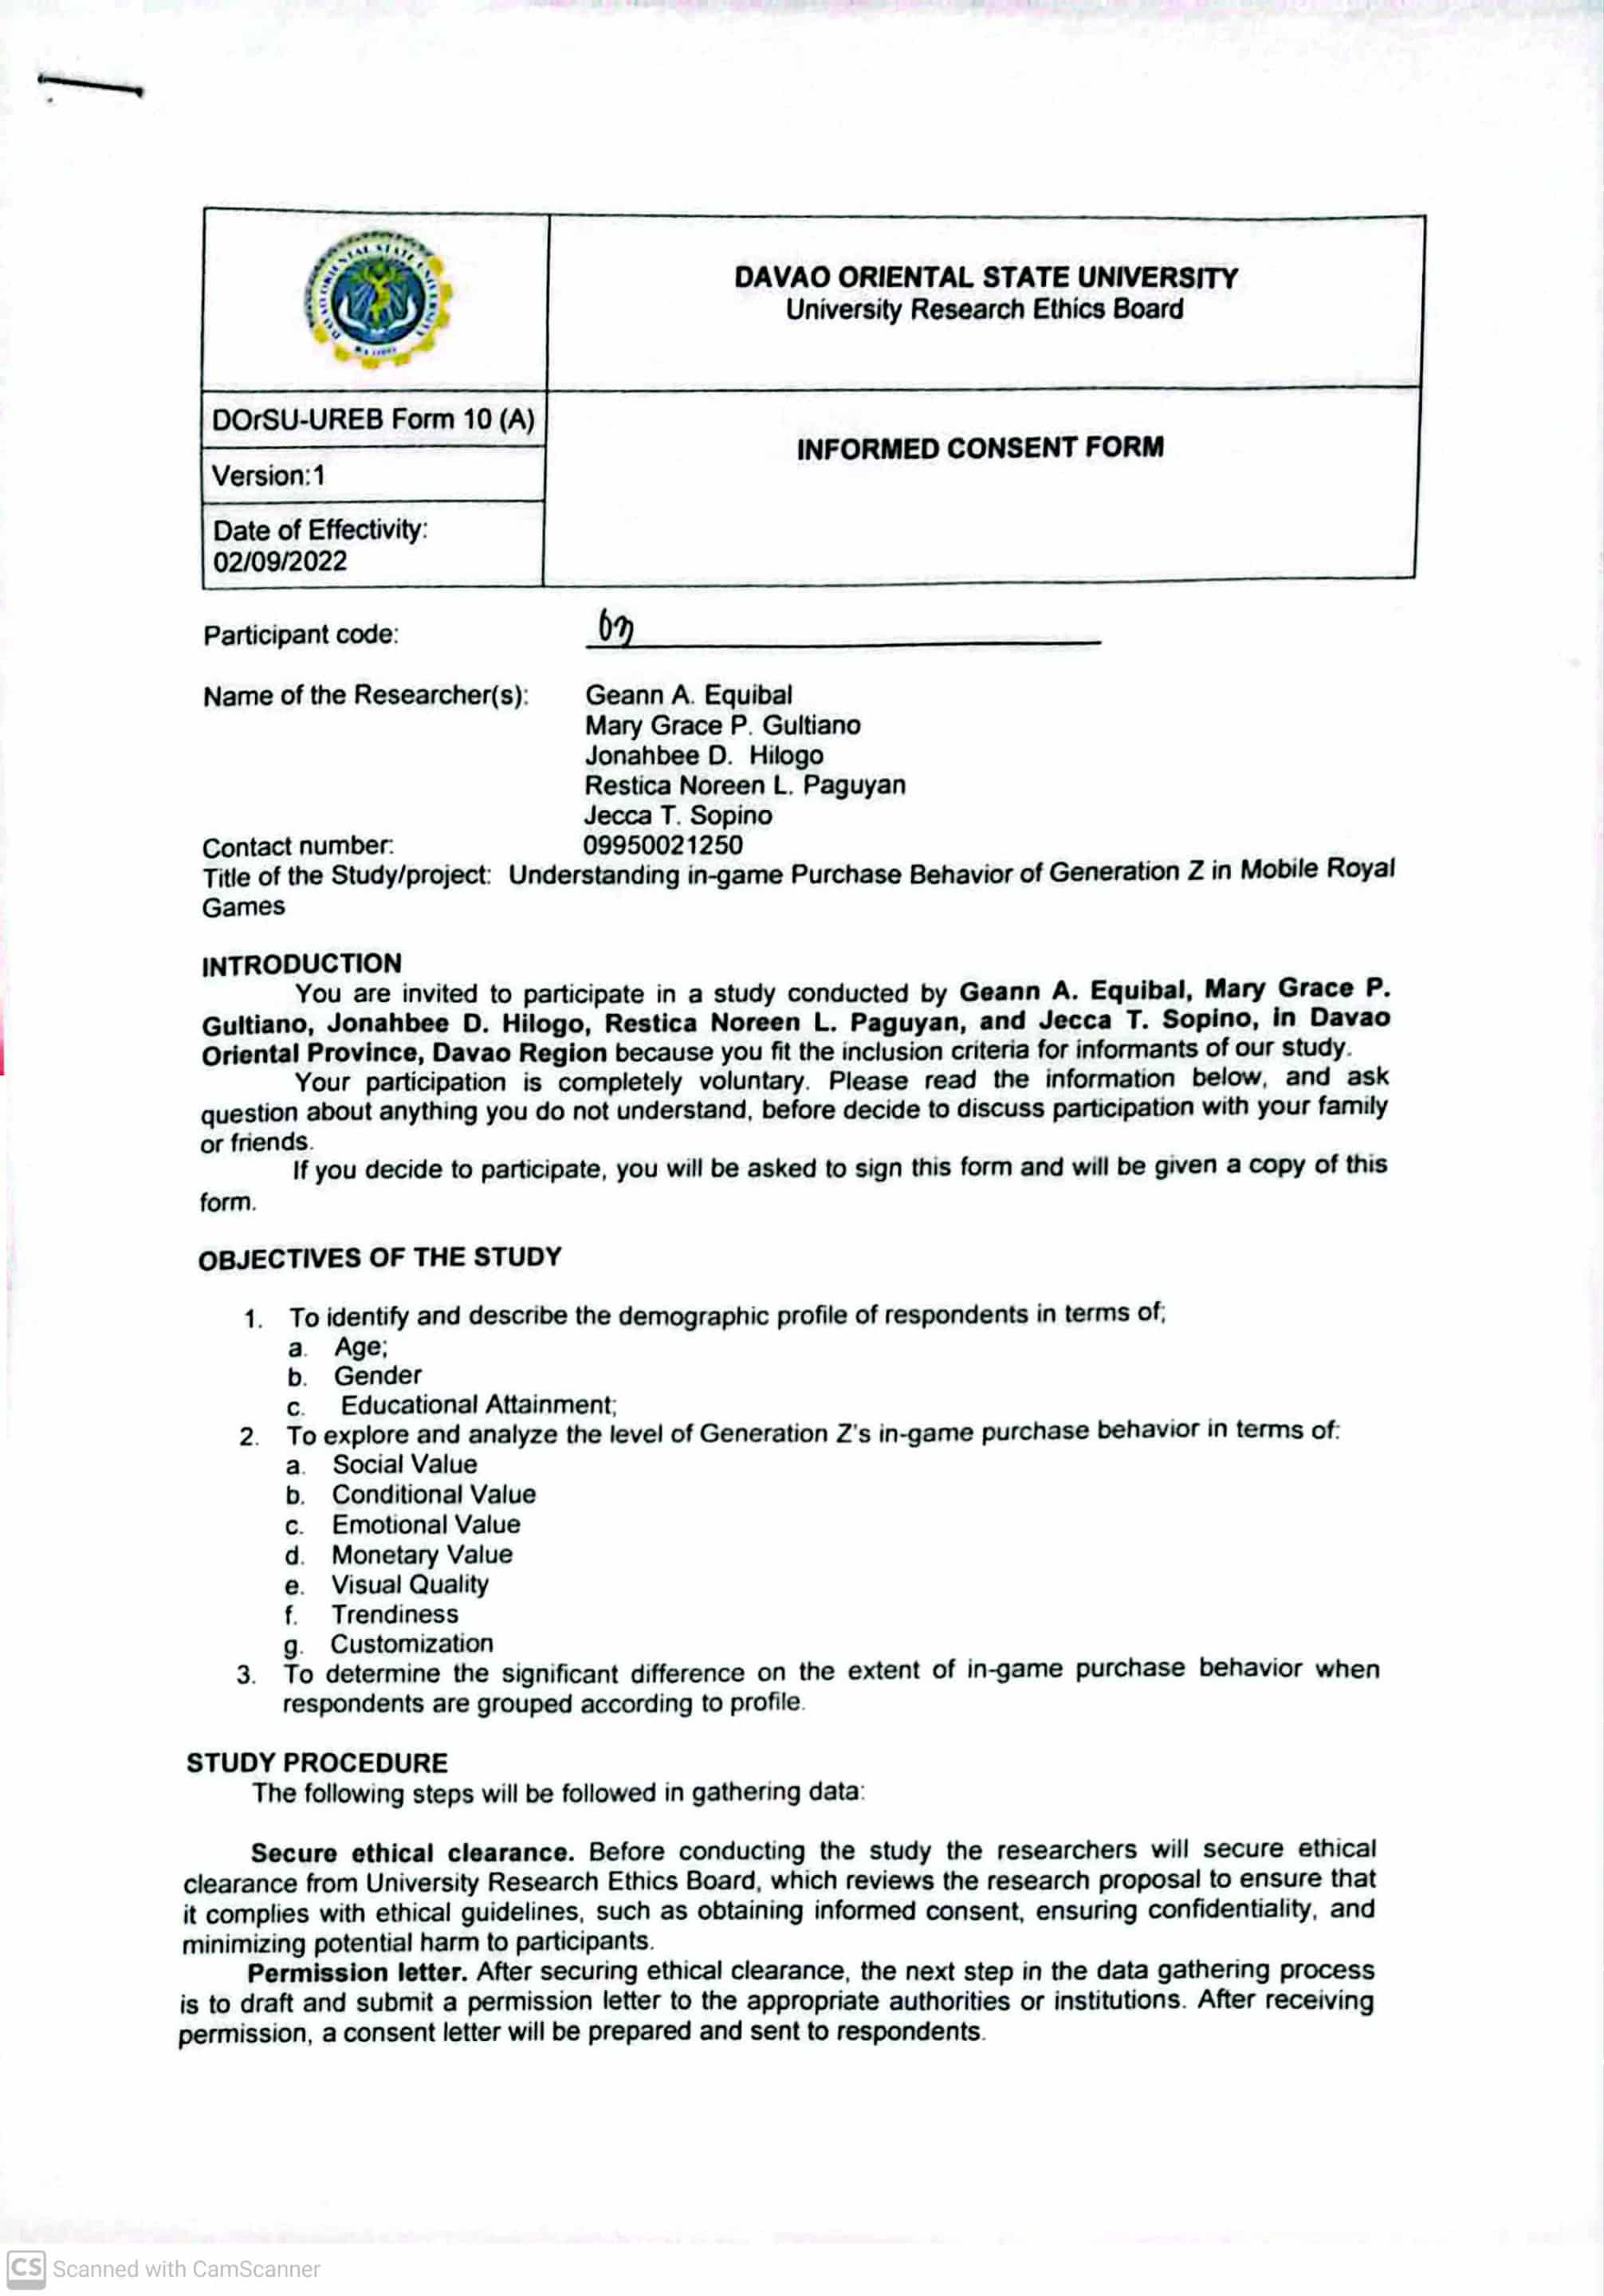 DAVAO ORIENTAL STATE UNIVERSITY
University Research Ethics Board
DOrSU-UREB Form 10 (A)
INFORMED CONSENT FORM
Version:1
Date of Effectivity:
02/09/2022
Participant code:
Name of the Researcher(s): Geann A. Equibal
Mary Grace P. Gultiano
Jonahbee D. Hilogo
Restica Noreen L. Paguyan
Jecca T. Sopino
Contact number: 09950021250
Title of the Study/project: Understanding in-game Purchase Behavior of Generation Z in Mobile Royal
Games
INTRODUCTION
You are invited to participate in a study conducted by Geann A. Equibal, Mary Grace P.
Gultiano, Jonahbee D. Hilogo, Restica Noreen L. Paguyan, and Jecca T. Sopino, in Davao
Oriental Province, Davao Region because you fit the inclusion criteria for informants of our study.
Your participation is completely voluntary. Please read the information below, and ask
question about anything you do not understand, before decide to discuss participation with your family
or friends.
If you decide to participate, you will be asked to sign this form and will be given a copy of this
form.
OBJECTIVES OF THE STUDY
1. To identify and describe the demographic profile of respondents in terms of;
a. Age;
b. Gender
c. Educational Attainment;
2. To explore and analyze the level of Generation Z's in-game purchase behavior in terms of:
a. Social Value
b. Conditional Value
c. Emotional Value
d. Monetary Value
e. Visual Quality
f. Trendiness
g. Customization
3. To determine the significant difference on the extent of in-game purchase behavior when
respondents are grouped according to profile.
STUDY PROCEDURE
The following steps will be followed in gathering data:
Secure ethical clearance. Before conducting the study the researchers will secure ethical
clearance from University Research Ethics Board, which reviews the research proposal to ensure that
it complies with ethical guidelines, such as obtaining informed consent, ensuring confidentiality, and
minimizing potential harm to participants.
Permission letter. After securing ethical clearance, the next step in the data gathering process
is to draft and submit a permission letter to the appropriate authorities or institutions. After receiving
permission, a consent letter will be prepared and sent to respondents.
CS Scanned with CamScanner